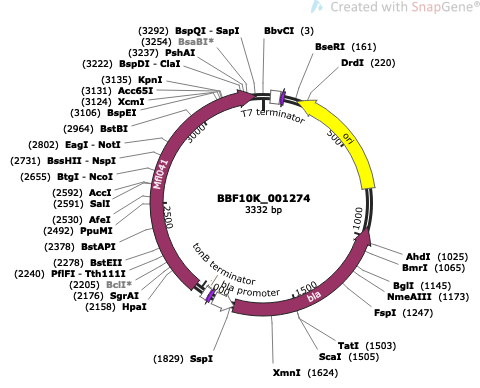 Created with SnapGene®
(3292) BspQI - SapI
(3254) BsaBI*
(3237) PshAI
(3222) BspDI - ClaI
(3135) KpnI
(3131) Acc65I
(3124) XcmI
(3106) BspEI
(2964) BstBI
(2802) EagI - NotI
(2731) BssHII - NspI
(2655) BtgI - NcoI
(2592) AccI
(2591) SalI
(2530) AfeI
(2492) PpuMI
(2378) BstAPI
(2278) BstEII
(2240) PflFI - Tth111I
(2205) BclI*
(2176) SgrAI
(2158) HpaI
(1829) SspI
BbvCI (3)
BseRI (161)
DrdI (220)
AhdI (1025)
BmrI (1065)
BglI (1145)
NmeAIII (1173)
FspI (1247)
TatI (1503)
ScaI (1505)
XmnI (1624)
T7 terminator
ori
500
1000
1500
2500
3000
Mfl041
BBF10K_001274
3332 bp
tonB terminator
bla promoter
bla